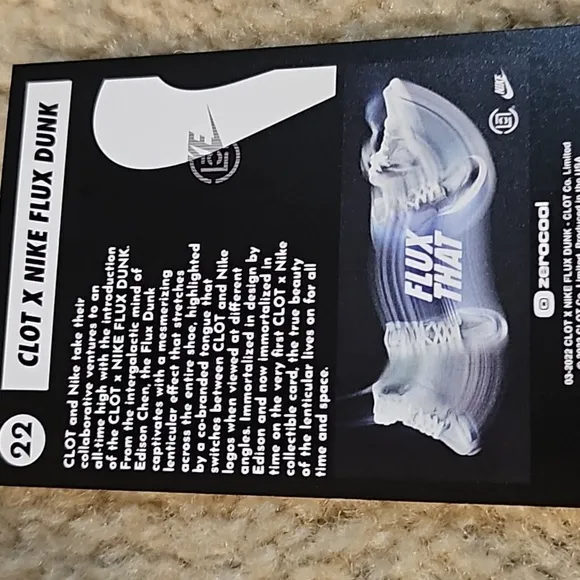 22
CLOT X NIKE FLUX DUNK
CLOT and Nike take their
collaborative ventures to an
all-time high with the introduction
of the CLOT x NIKE FLUX DUNK.
From the intergalactic mind of
Edison Chen, the Flux Dunk
captivates with a mesmerizing
lenticular effect that stretches
across the entire shoe, highlighted
by a co-branded tongue that
switches between CLOT and Nike
logos when viewed at different
angles. Immortalized in design by
Edison and now immortalized in
time on the very first CLOT x Nike
collectible card, the true beauty
of the lenticular lives on for all
time and space.
FLUX
THAT
NIKE
zerocool
03-2022 CLOT X NIKE FLUX DUNK · CLOT Co. Limited